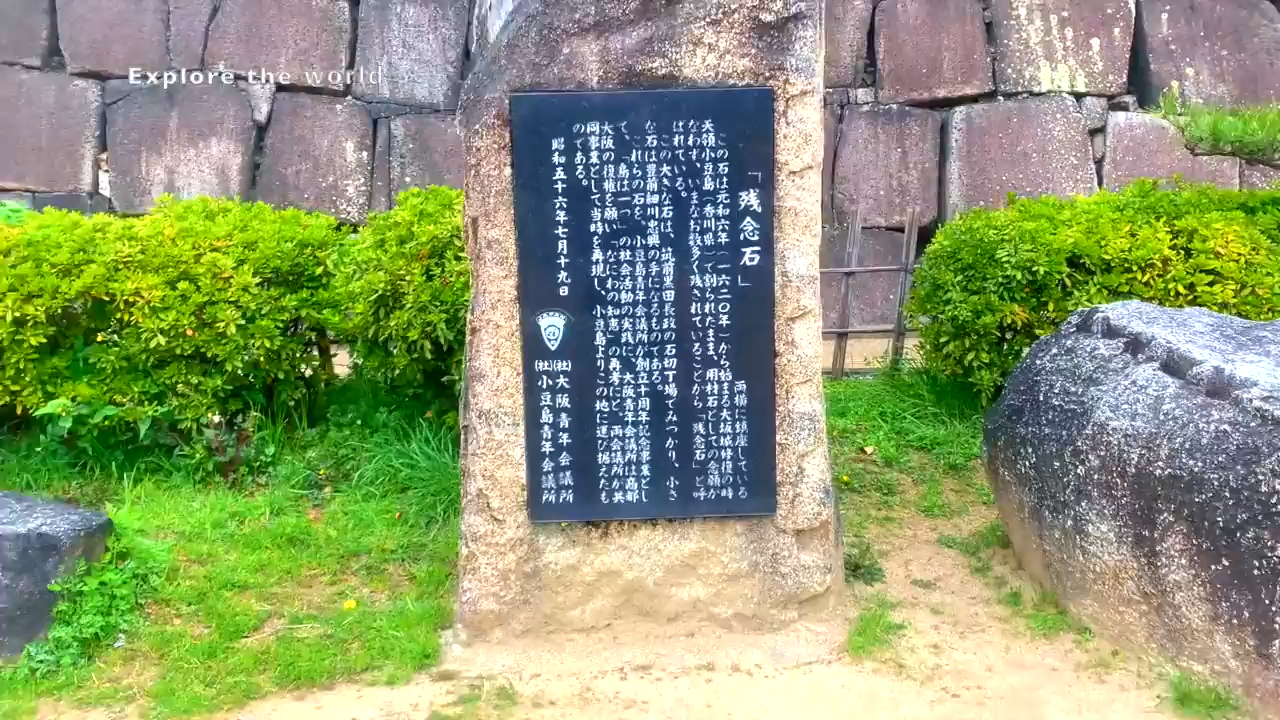 Explore the world
「残念石」
両横に鎮座している
この石は元和六年(一六二〇年)から始まる大坂城修復の時
天領小豆島(香川県)で割られたまま、用材石としての念願か
なわず、いまなお数多く残されていることから「残念石」と呼
ばれている。
この大きな石は、筑前黒田長政の石切丁場でみつかり、小さ
な石は豊前細川忠興の手になるものである。
これらの石を、小豆島青年会議所が創立十周年記念事業とし
て、「島は一つ」の社会活動の実践に、大阪青年会議所は商都
大阪の復権を願い「なにわの知恵」の再考にと、両会議所が共
同事業として当時を再現し、小豆島よりこの地に運び据えたも
のである。
昭和五十六年七月十九日
(社)大阪青年会議所
(社)小豆島青年会議所